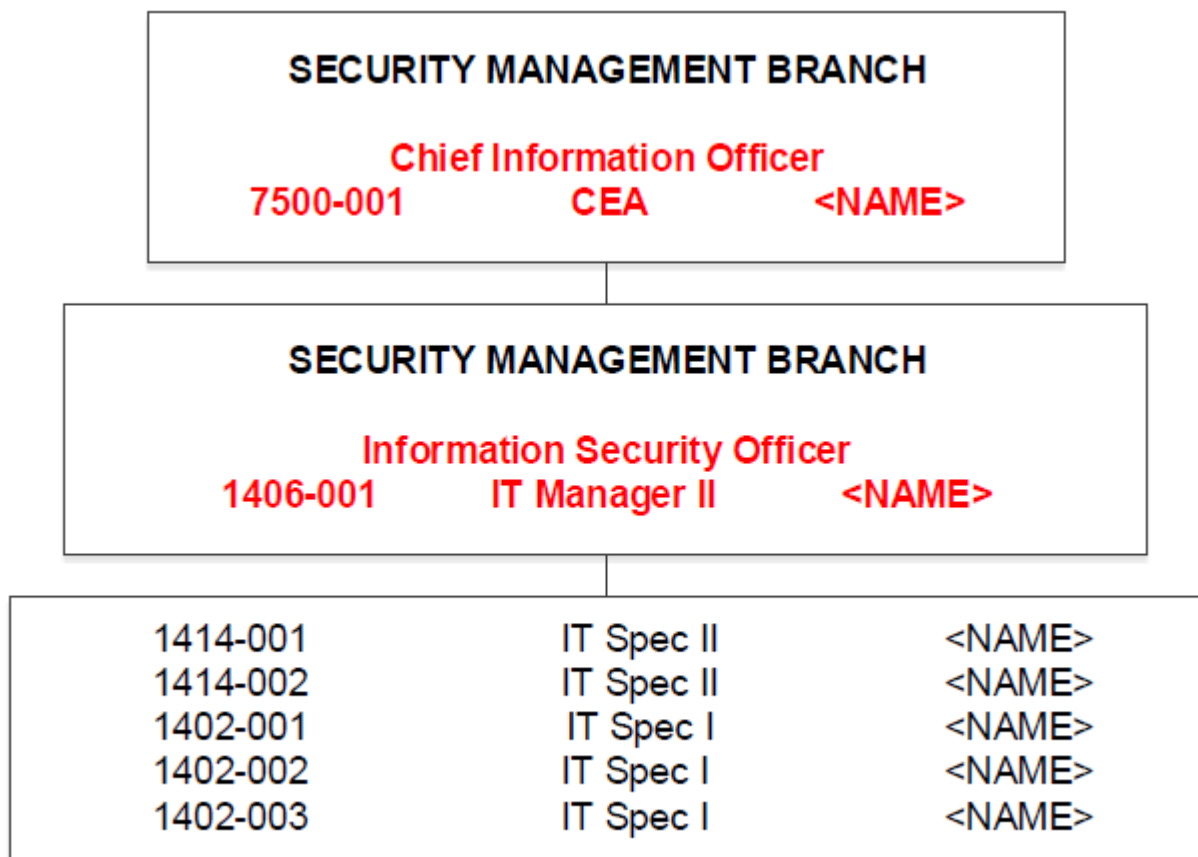 SECURITY MANAGEMENT BRANCH
Chief Information Officer
7500-001 CEA <NAME>
SECURITY MANAGEMENT BRANCH
Information Security Officer
1406-001 IT Manager II <NAME>
1414-001 IT Spec II <NAME>
1414-002 IT Spec II <NAME>
1402-001 IT Spec I <NAME>
1402-002 IT Spec I <NAME>
1402-003 IT Spec I <NAME>